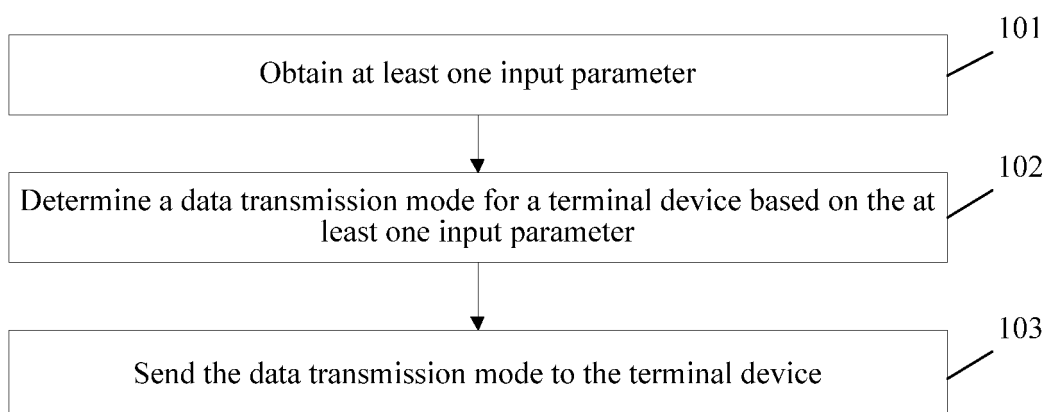 101
Obtain at least one input parameter
102
Determine a data transmission mode for a terminal device based on the at
least one input parameter
103
Send the data transmission mode to the terminal device